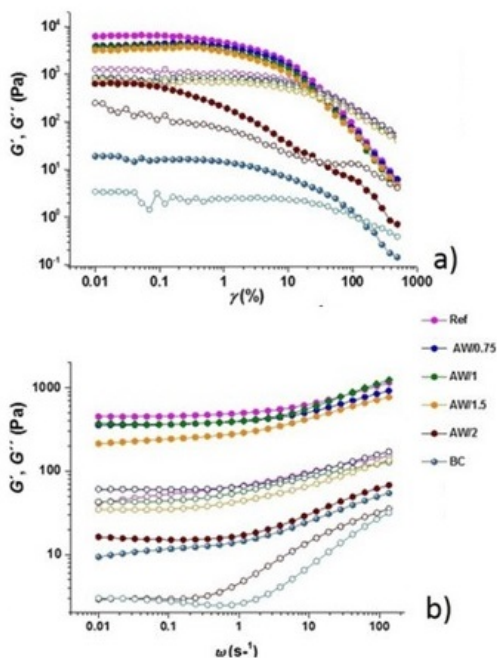 10⁴
10³
10²
10¹
10⁰
10⁻¹
G′, G″ (Pa)
0.01 0.1 1 10 100 1000
γ(%)
a)
Ref
AW/0.75
AW/1
AW/1.5
AW/2
BC
1000
100
10
G′, G″ (Pa)
0.01 0.1 1 10 100
ω(s⁻¹)
b)